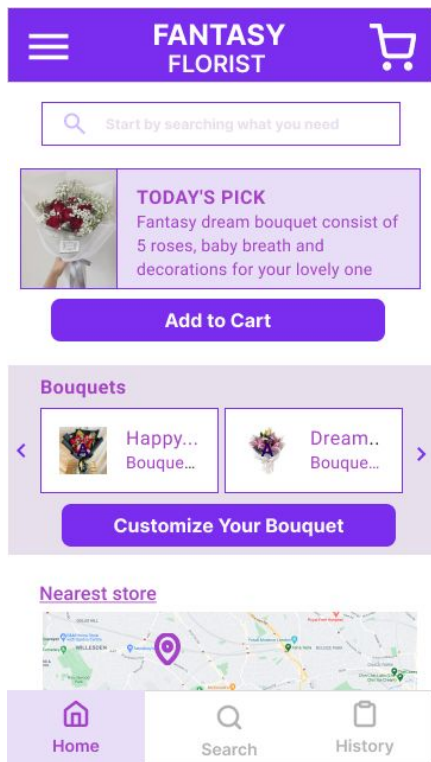 FANTASY
FLORIST
Start by searching what you need
TODAY'S PICK
Fantasy dream bouquet consist of
5 roses, baby breath and
decorations for your lovely one
Add to Cart
Bouquets
Happy...
Bouque...
Dream..
Bouque...
Customize Your Bouquet
Nearest store
WILLESDEN
Home
Search
History